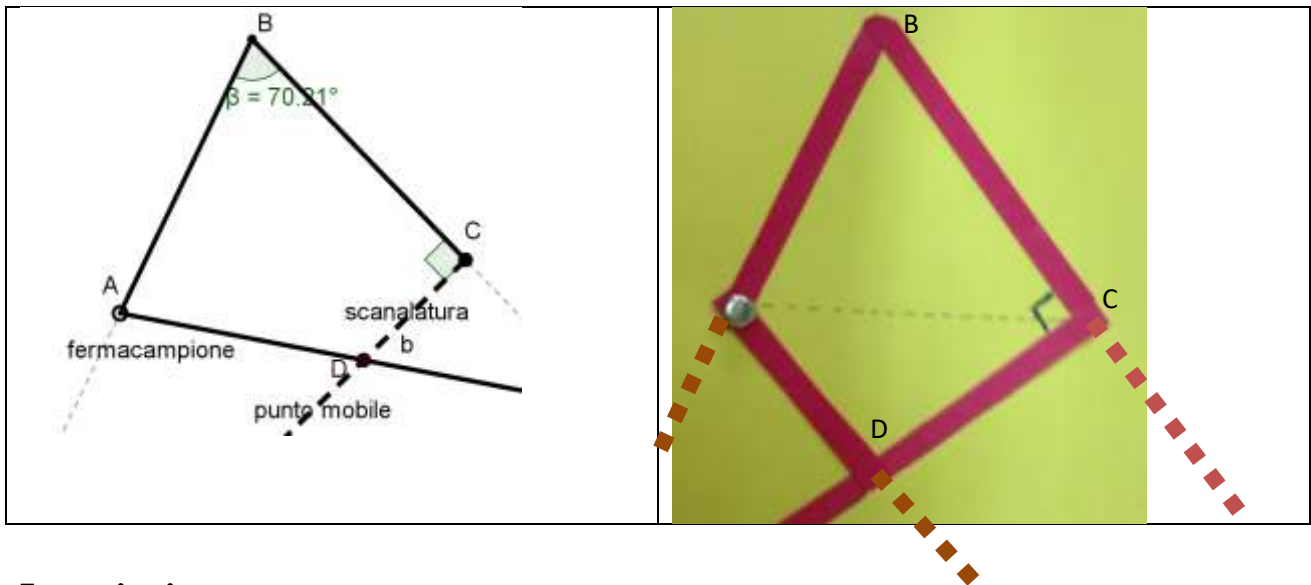 B
β = 70.21°
C
A
scanalatura
fermacampione
b
D
punto mobile
B
C
D